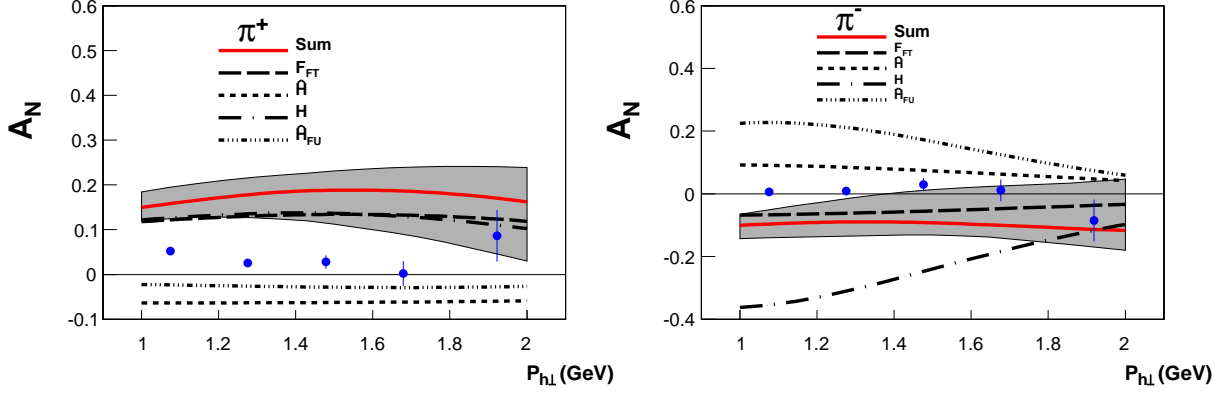 π+
Sum
F_FT
Ĥ
H
Ĥ_FU
A_N
0.6
0.5
0.4
0.3
0.2
0.1
0
-0.1
1 1.2 1.4 1.6 1.8 2
P_h⊥ (GeV)
π-
Sum
F_FT
Ĥ
H
Ĥ_FU
A_N
0.6
0.4
0.2
0
-0.2
-0.4
1 1.2 1.4 1.6 1.8 2
P_h⊥ (GeV)